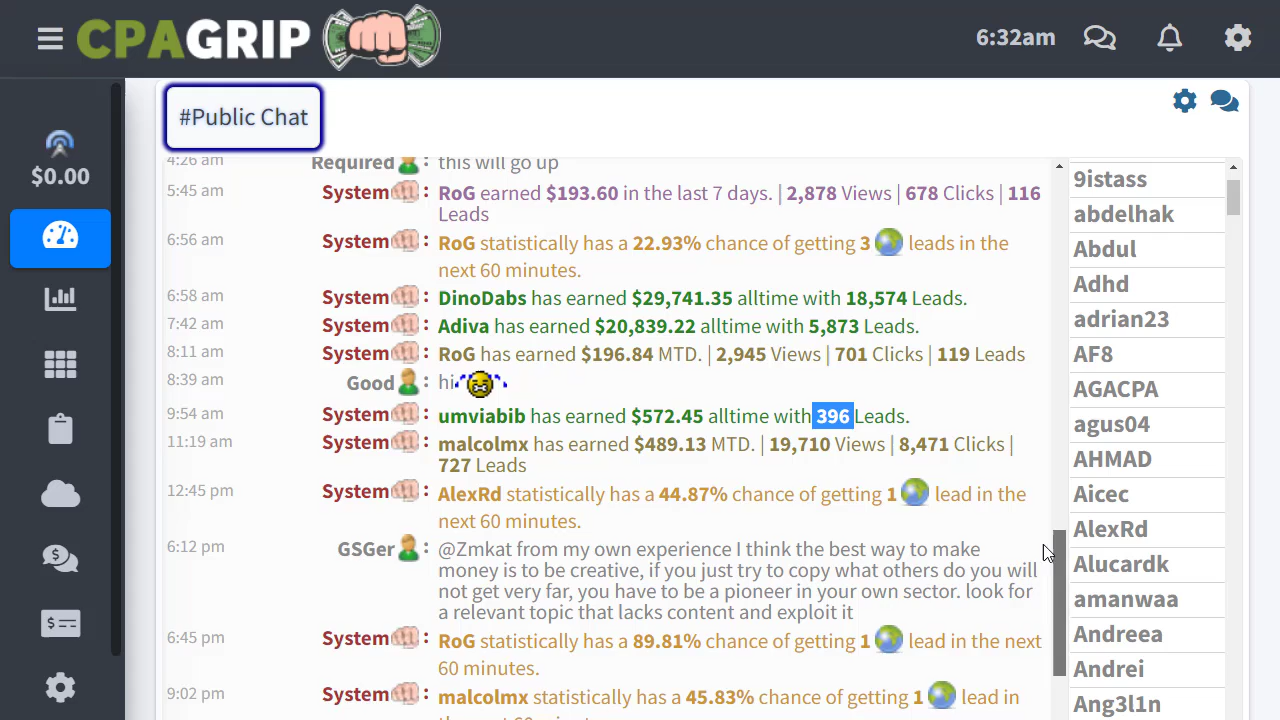 CPAGRIP
6:32am
$0.00
#Public Chat
4:26 am Required : this will go up
5:45 am System : RoG earned $193.60 in the last 7 days. | 2,878 Views | 678 Clicks | 116
Leads
6:56 am System : RoG statistically has a 22.93% chance of getting 3 leads in the
next 60 minutes.
6:58 am System : DinoDabs has earned $29,741.35 alltime with 18,574 Leads.
7:42 am System : Adiva has earned $20,839.22 alltime with 5,873 Leads.
8:11 am System : RoG has earned $196.84 MTD. | 2,945 Views | 701 Clicks | 119 Leads
8:39 am Good : hi
9:54 am System : umviabib has earned $572.45 alltime with 396 Leads.
11:19 am System : malcolmx has earned $489.13 MTD. | 19,710 Views | 8,471 Clicks |
727 Leads
12:45 pm System : AlexRd statistically has a 44.87% chance of getting 1 lead in the
next 60 minutes.
6:12 pm GSGer : @Zmkat from my own experience I think the best way to make
money is to be creative, if you just try to copy what others do you will
not get very far, you have to be a pioneer in your own sector. look for
a relevant topic that lacks content and exploit it
6:45 pm System : RoG statistically has a 89.81% chance of getting 1 lead in the next
60 minutes.
9:02 pm System : malcolmx statistically has a 45.83% chance of getting 1 lead in
9istass
abdelhak
Abdul
Adhd
adrian23
AF8
AGACPA
agus04
AHMAD
Aicec
AlexRd
Alucardk
amanwaa
Andreea
Andrei
Ang3l1n